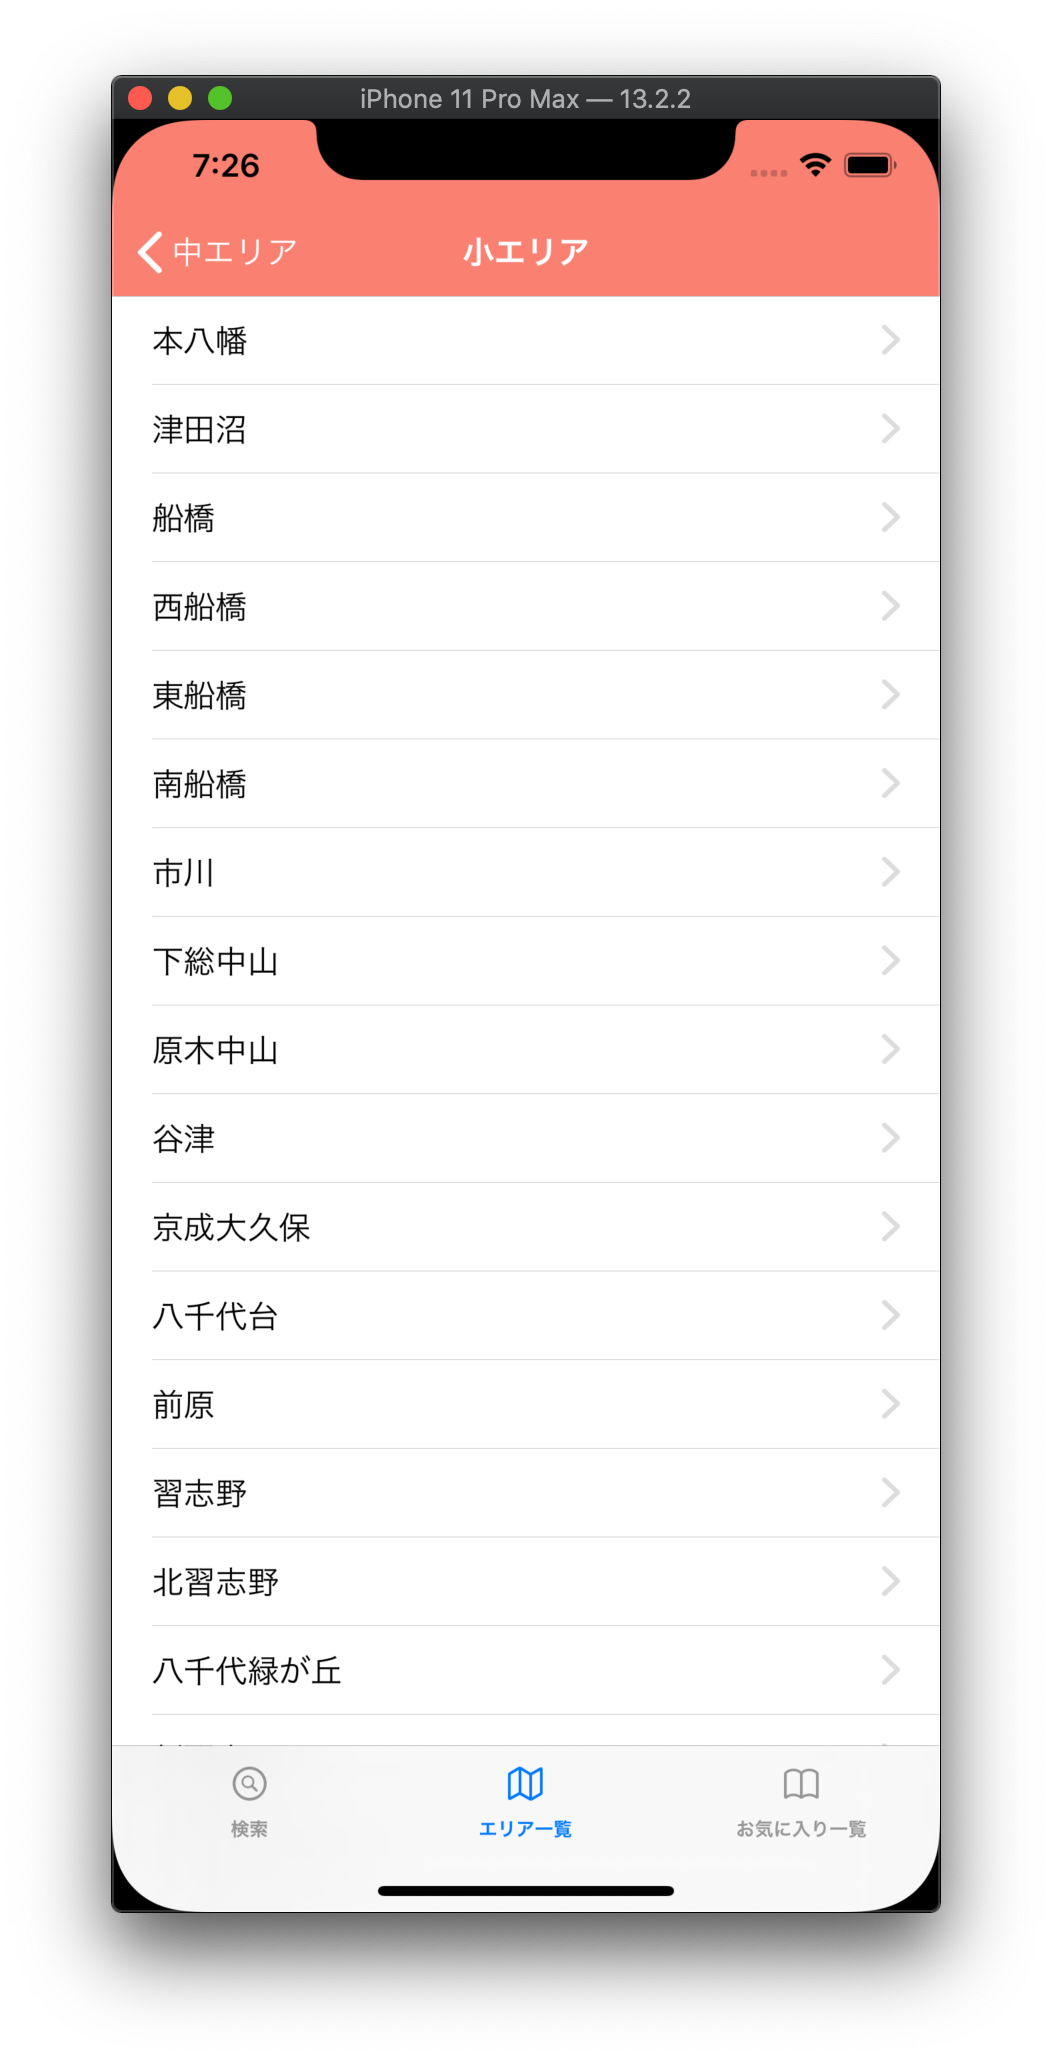 iPhone 11 Pro Max — 13.2.2
7:26
中エリア
小エリア
本八幡
津田沼
船橋
西船橋
東船橋
南船橋
市川
下総中山
原木中山
谷津
京成大久保
八千代台
前原
習志野
北習志野
八千代緑が丘
検索
エリア一覧
お気に入り一覧